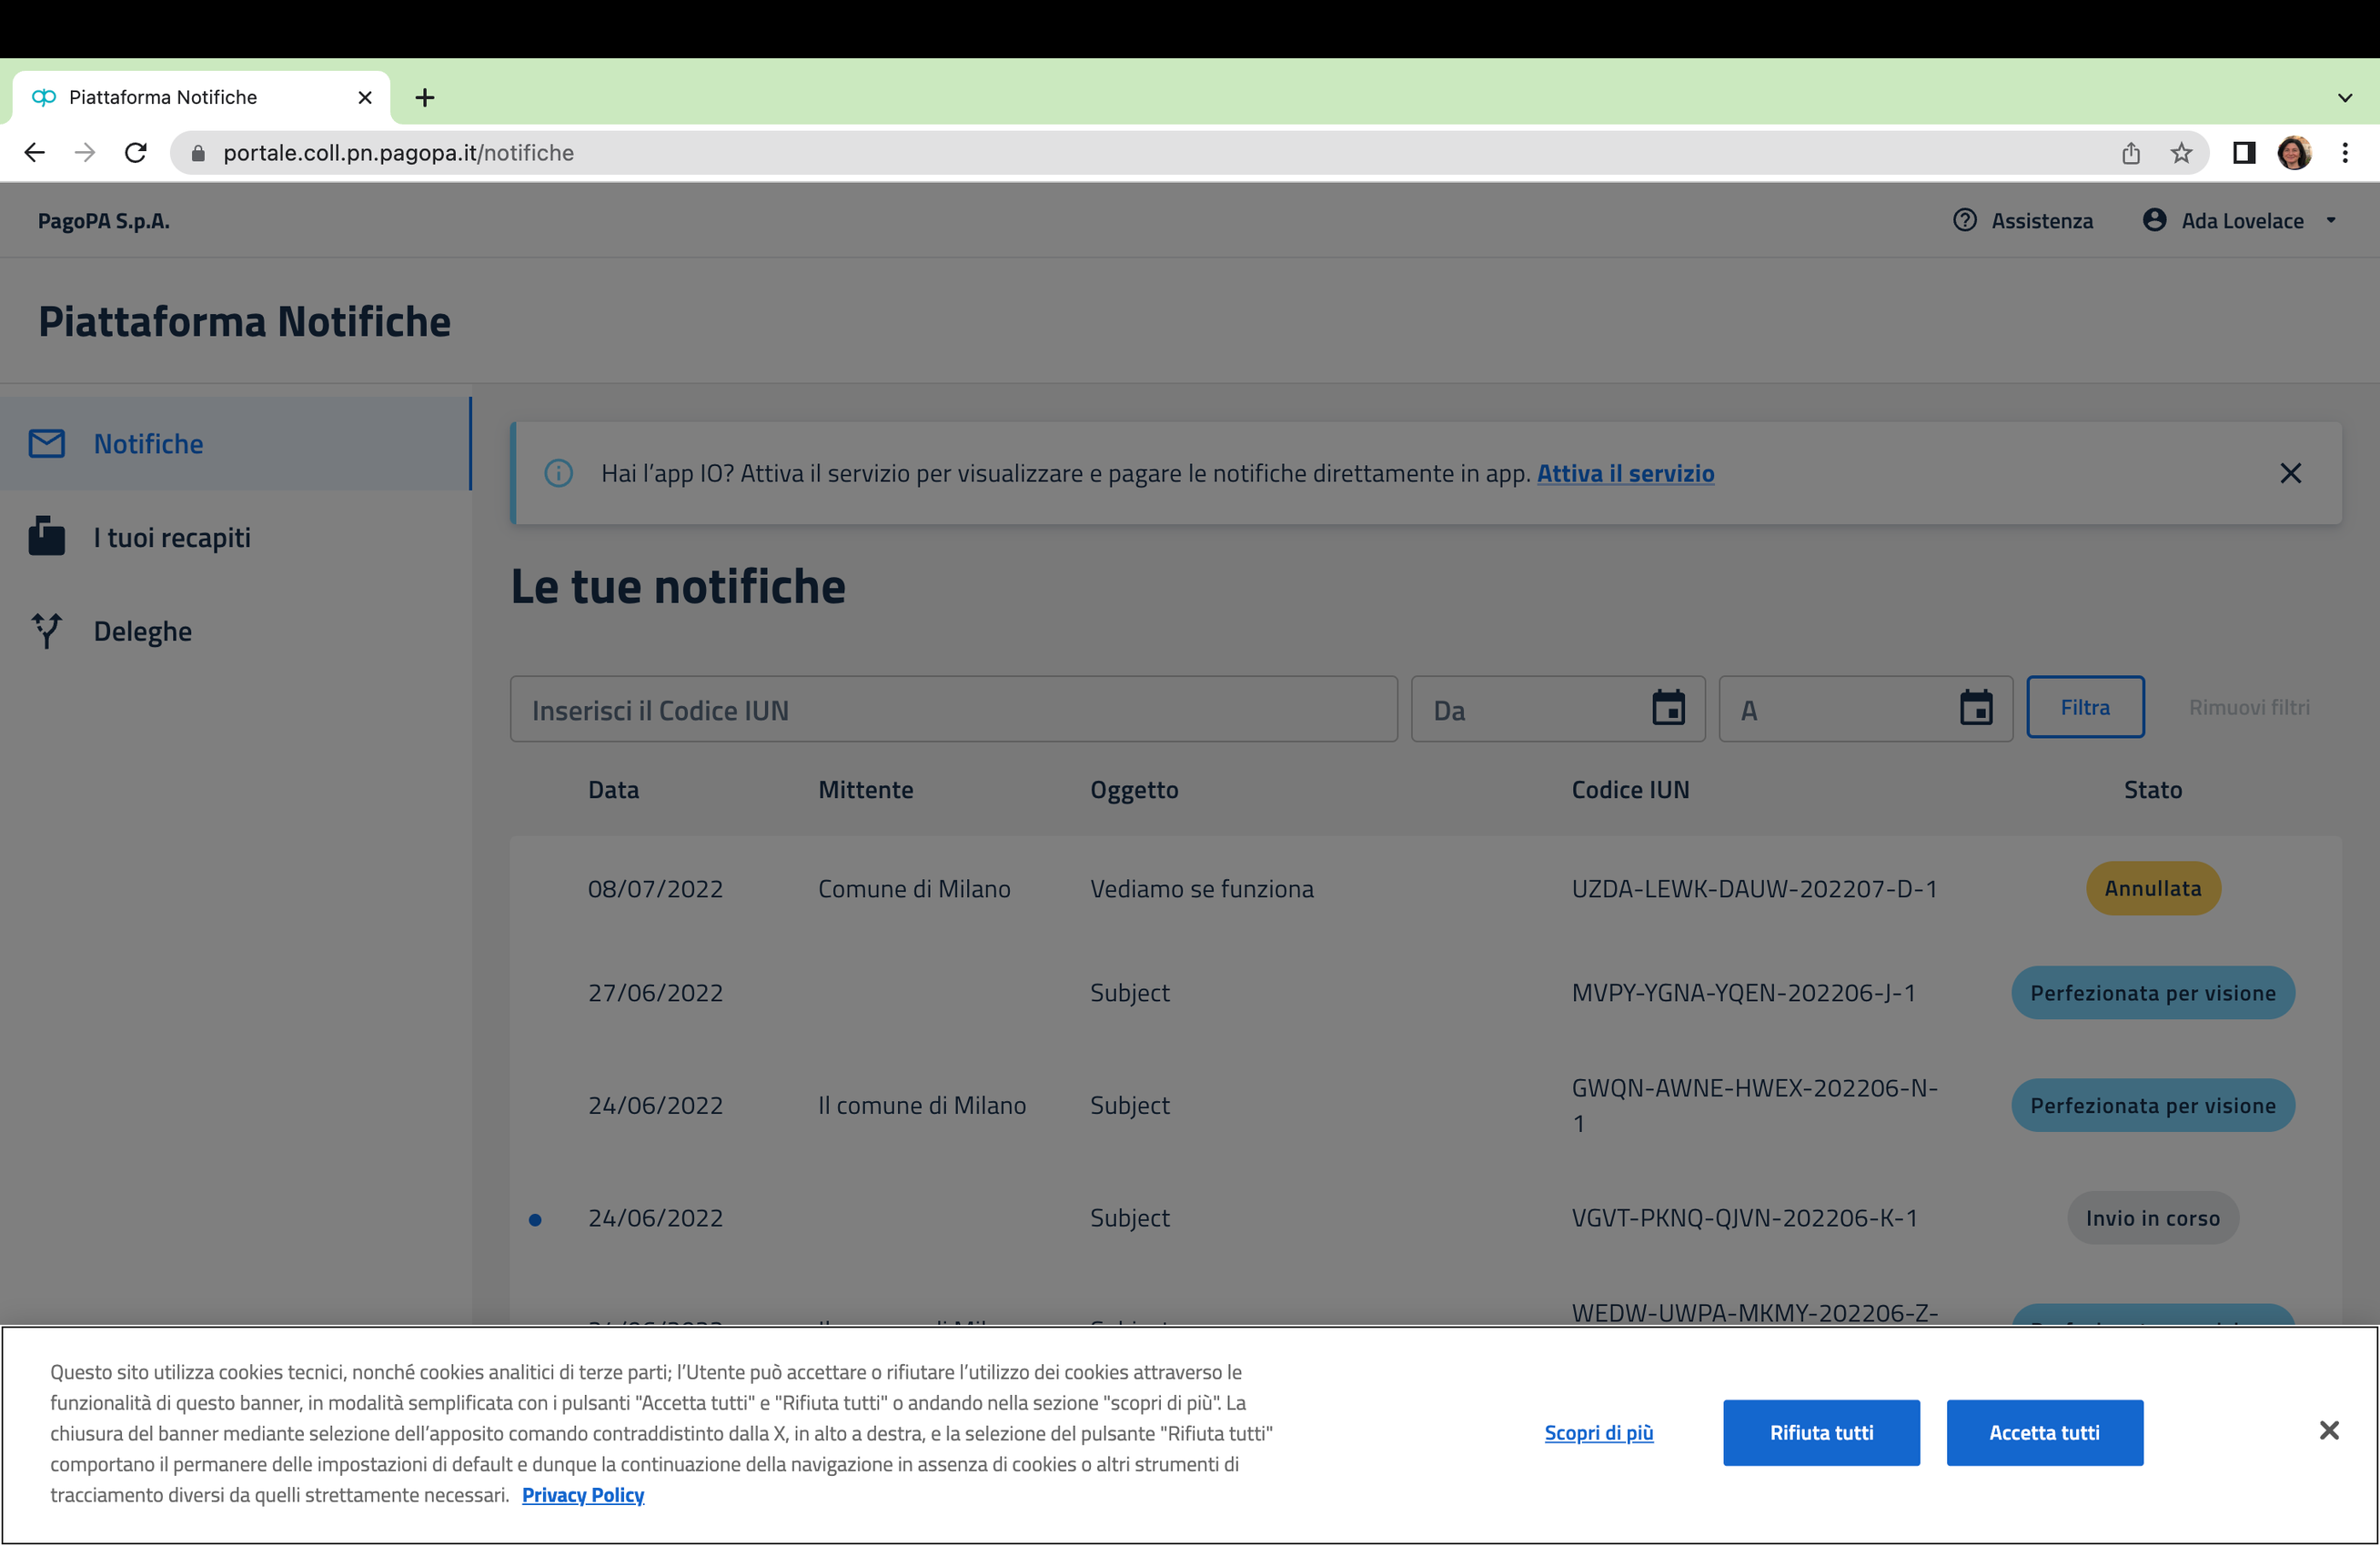 Piattaforma Notifiche
portale.coll.pn.pagopa.it/notifiche
PagoPA S.p.A.
Assistenza
Ada Lovelace
Piattaforma Notifiche
Notifiche
I tuoi recapiti
Deleghe
Hai l’app IO? Attiva il servizio per visualizzare e pagare le notifiche direttamente in app. Attiva il servizio
Le tue notifiche
Inserisci il Codice IUN
Da
A
Filtra
Rimuovi filtri
Data Mittente Oggetto Codice IUN Stato
08/07/2022 Comune di Milano Vediamo se funziona UZDA-LEWK-DAUW-202207-D-1 Annullata
27/06/2022 Subject MVPY-YGNA-YQEN-202206-J-1 Perfezionata per visione
24/06/2022 Il comune di Milano Subject GWQN-AWNE-HWEX-202206-N-
1 Perfezionata per visione
24/06/2022 Subject VGVT-PKNQ-QJVN-202206-K-1 Invio in corso
WEDW-UWPA-MKMY-202206-Z-
Questo sito utilizza cookies tecnici, nonché cookies analitici di terze parti; l’Utente può accettare o rifiutare l’utilizzo dei cookies attraverso le
funzionalità di questo banner, in modalità semplificata con i pulsanti "Accetta tutti" e "Rifiuta tutti" o andando nella sezione "scopri di più". La
chiusura del banner mediante selezione dell’apposito comando contraddistinto dalla X, in alto a destra, e la selezione del pulsante "Rifiuta tutti"
comportano il permanere delle impostazioni di default e dunque la continuazione della navigazione in assenza di cookies o altri strumenti di
tracciamento diversi da quelli strettamente necessari. Privacy Policy
Scopri di più
Rifiuta tutti
Accetta tutti